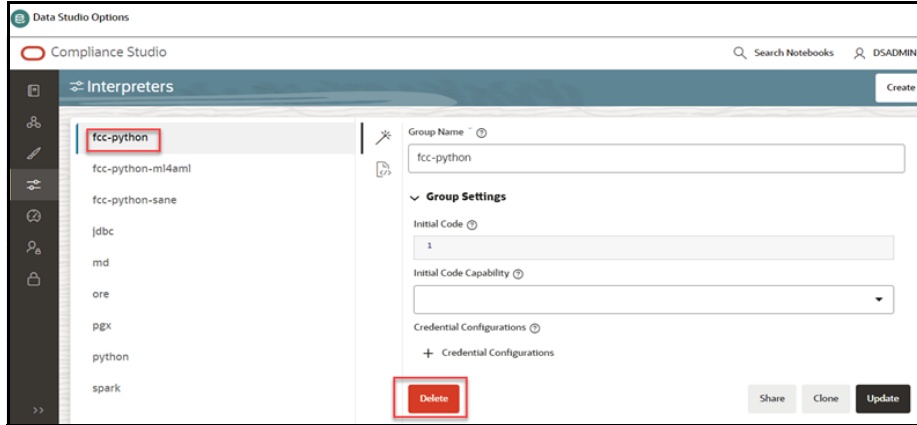 Data Studio Options
Compliance Studio
Search Notebooks
DSADMIN
Interpreters
Create
fcc-python
fcc-python-ml4aml
fcc-python-sane
jdbc
md
ore
pgx
python
spark
Group Name
fcc-python
Group Settings
Initial Code
1
Initial Code Capability
Credential Configurations
+ Credential Configurations
Delete
Share
Clone
Update
>>